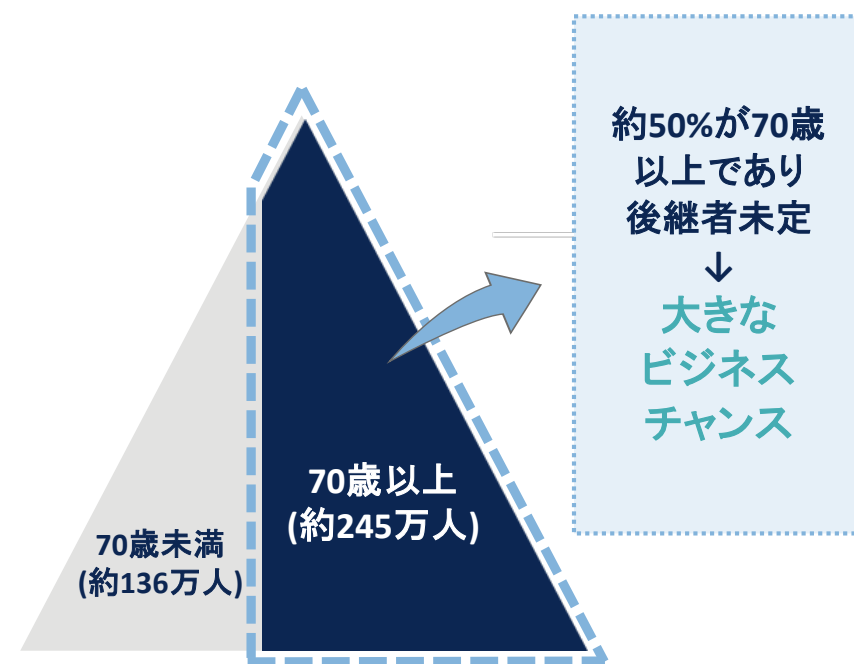 約50%が70歳
以上であり
後継者未定
↓
大きな
ビジネス
チャンス
70歳以上
(約245万人)
70歳未満
(約136万人)